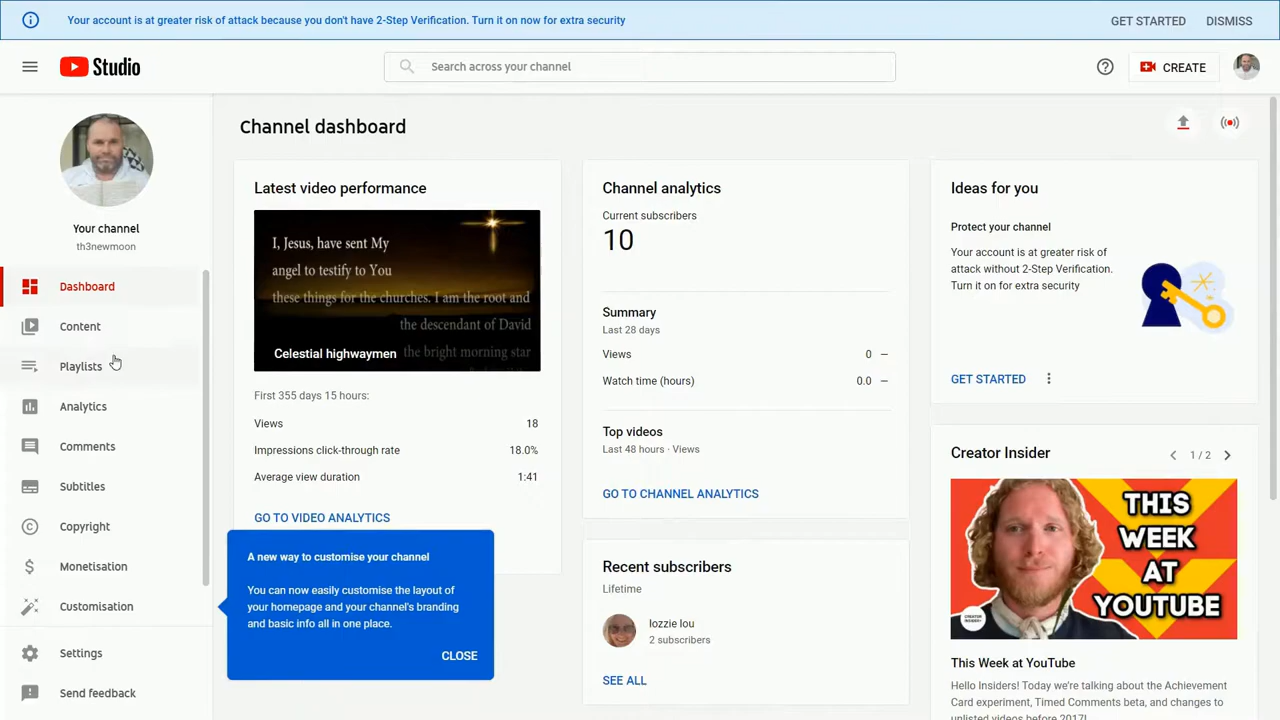 Your account is at greater risk of attack because you don't have 2-Step Verification. Turn it on now for extra security
GET STARTED
DISMISS
Studio
Search across your channel
CREATE
Your channel
th3newmoon
Dashboard
Content
Playlists
Analytics
Comments
Subtitles
Copyright
Monetisation
Customisation
Settings
Send feedback
Channel dashboard
Latest video performance
I, Jesus, have sent My
angel to testify to You
these things for the churches. I am the root and
the descendant of David
Celestial highwaymen
the bright morning star
First 355 days 15 hours:
Views 18
Impressions click-through rate 18.0%
Average view duration 1:41
GO TO VIDEO ANALYTICS
A new way to customise your channel
You can now easily customise the layout of
your homepage and your channel's branding
and basic info all in one place.
CLOSE
Channel analytics
Current subscribers
10
Summary
Last 28 days
Views 0 —
Watch time (hours) 0.0 —
Top videos
Last 48 hours · Views
GO TO CHANNEL ANALYTICS
Recent subscribers
Lifetime
lozzie lou
2 subscribers
SEE ALL
Ideas for you
Protect your channel
Your account is at greater risk of
attack without 2-Step Verification.
Turn it on for extra security
GET STARTED
Creator Insider
1 / 2
THIS
WEEK
AT
YOUTUBE
This Week at YouTube
Hello Insiders! Today we're talking about the Achievement
Card experiment, Timed Comments beta, and changes to
unlisted videos before 2017!